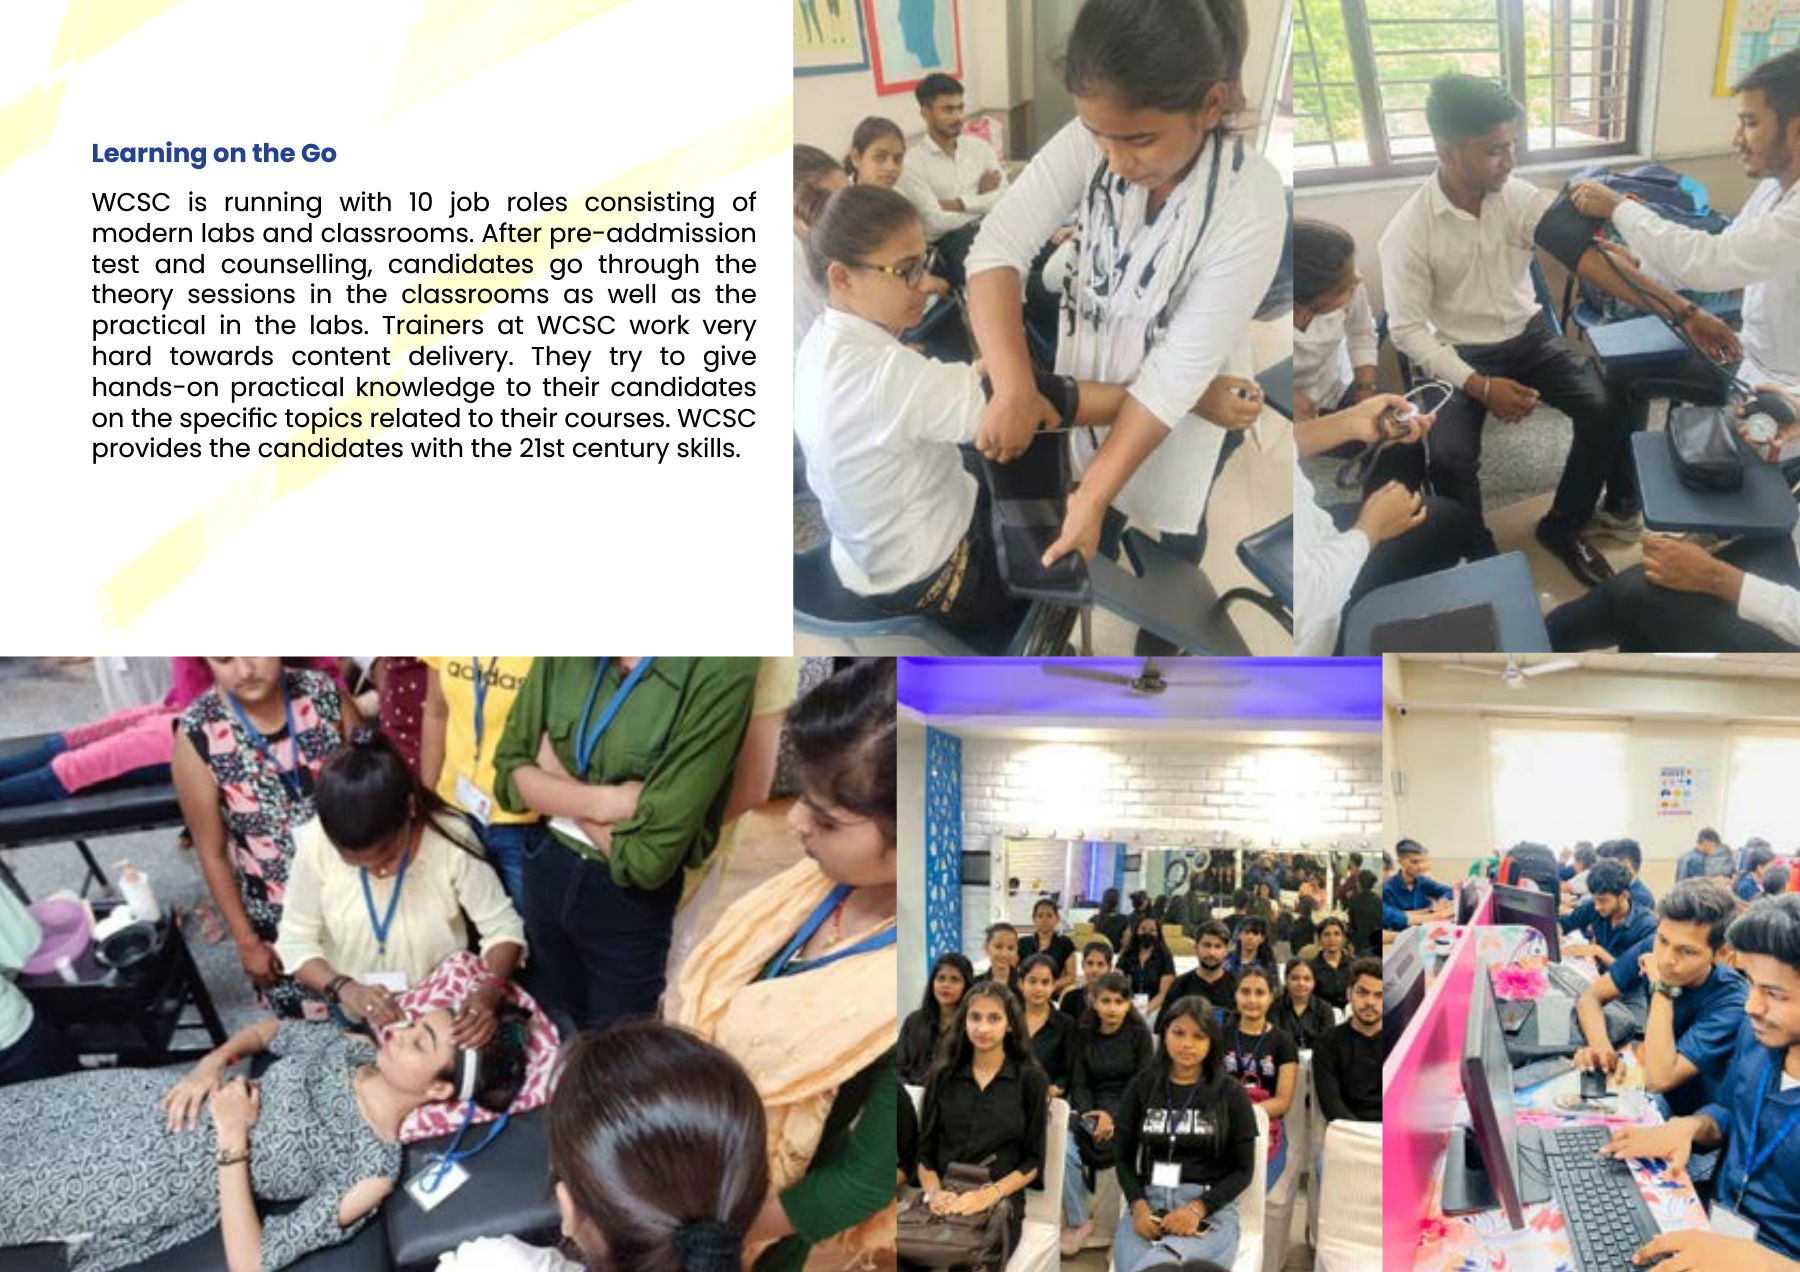 Learning on the Go
WCSC is running with 10 job roles consisting of
modern labs and classrooms. After pre-addmission
test and counselling, candidates go through the
theory sessions in the classrooms as well as the
practical in the labs. Trainers at WCSC work very
hard towards content delivery. They try to give
hands-on practical knowledge to their candidates
on the specific topics related to their courses. WCSC
provides the candidates with the 21st century skills.
adidas